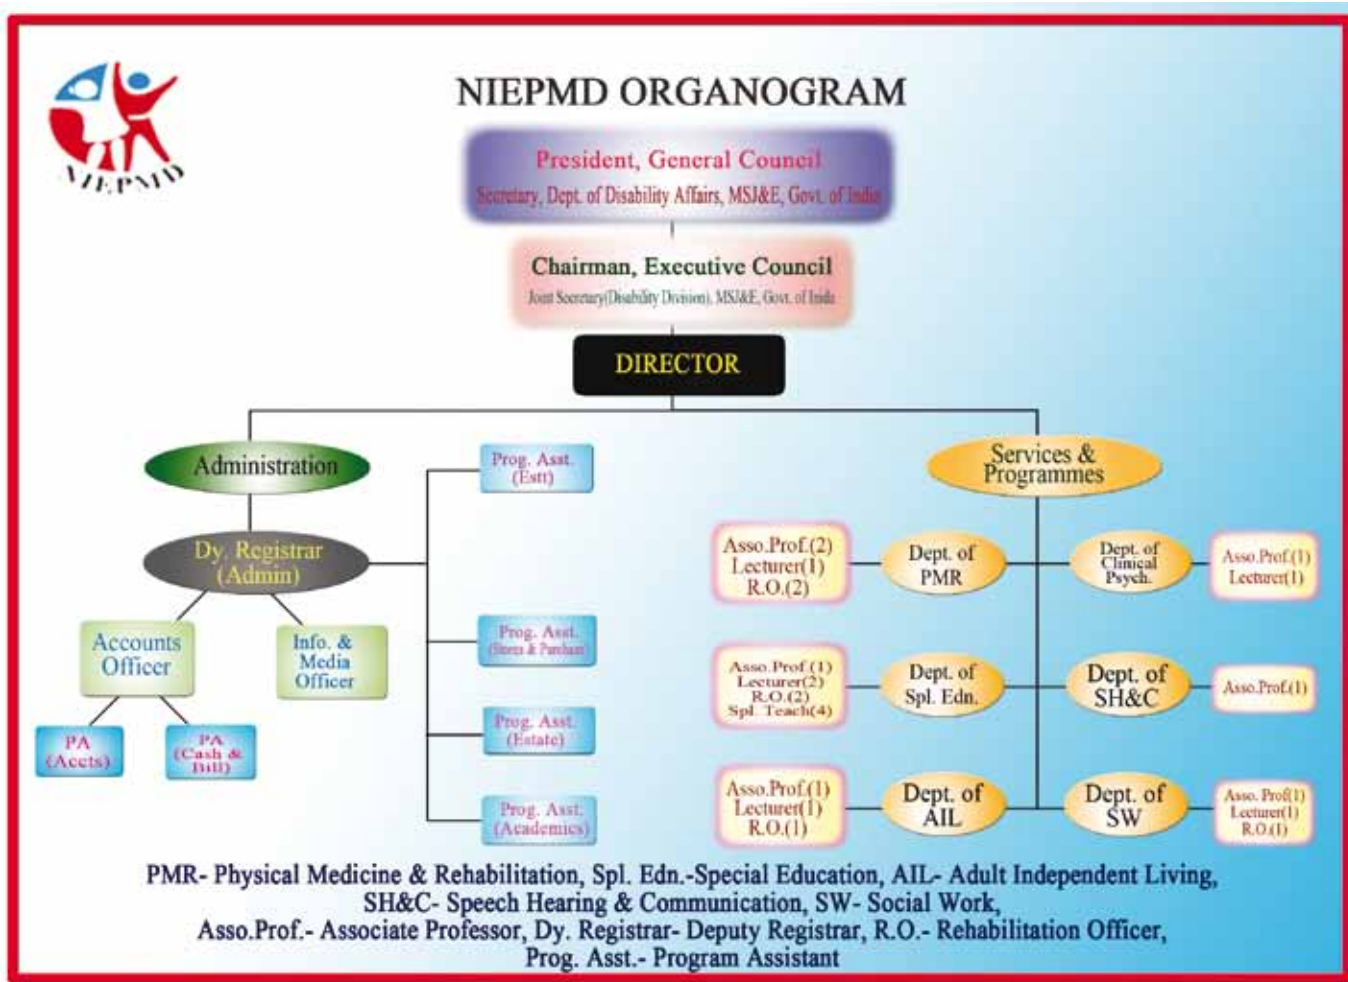 NIEPMD
NIEPMD ORGANOGRAM
President, General Council
Secretary, Dept. of Disability Affairs, MSJ&E, Govt. of India
Chairman, Executive Council
Joint Secretary(Disability Division), MSJ&E, Govt. of Inida
DIRECTOR
Administration
Dy. Registrar
(Admin)
Accounts
Officer
Info. &
Media
Officer
PA
(Accts)
PA
(Cash &
Bill)
Prog. Asst.
(Estt)
Prog. Asst.
(Stores & Purchase
Prog. Asst.
(Estate)
Prog. Asst.
(Academics)
Services &
Programmes
Asso.Prof.(2)
Lecturer(1)
R.O.(2)
Dept. of
PMR
Dept. of
Clinical
Psych.
Asso.Prof.(1)
Lecturer(1)
Asso.Prof.(1)
Lecturer(2)
R.O.(2)
Spl. Teach(4)
Dept. of
Spl. Edn.
Dept. of
SH&C
Asso.Prof.(1)
Asso.Prof.(1)
Lecturer(1)
R.O.(1)
Dept. of
AIL
Dept. of
SW
Asso. Prof(1)
Lecturer(1)
R.O.(1)
PMR- Physical Medicine & Rehabilitation, Spl. Edn.-Special Education, AIL- Adult Independent Living,
SH&C- Speech Hearing & Communication, SW- Social Work,
Asso.Prof.- Associate Professor, Dy. Registrar- Deputy Registrar, R.O.- Rehabilitation Officer,
Prog. Asst.- Program Assistant